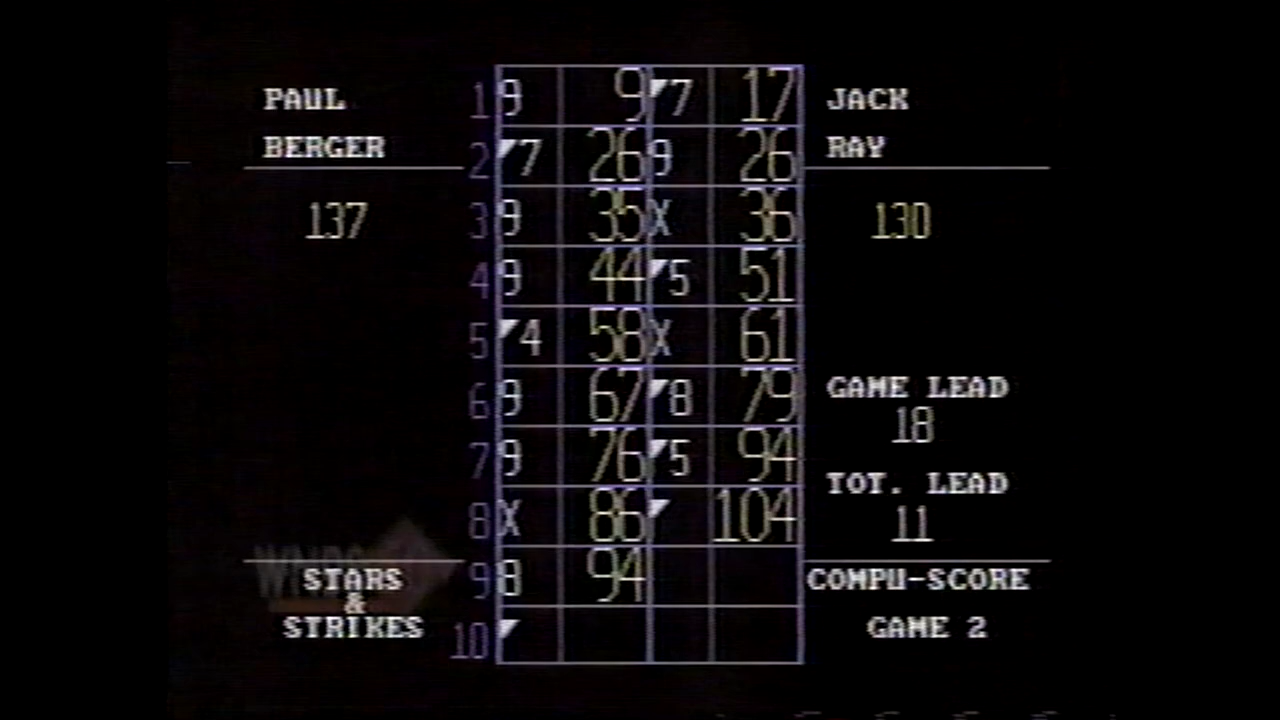 PAUL
BERGER
137
JACK
RAY
130
1 9 9 7 17
2 7 26 9 26
3 9 35 X 36
4 9 44 5 51
5 4 58 X 61
6 9 67 8 79
7 9 76 5 94
8 X 86 104
9 8 94
10
GAME LEAD
18
TOT. LEAD
11
STARS
&
STRIKES
COMPU-SCORE
GAME 2